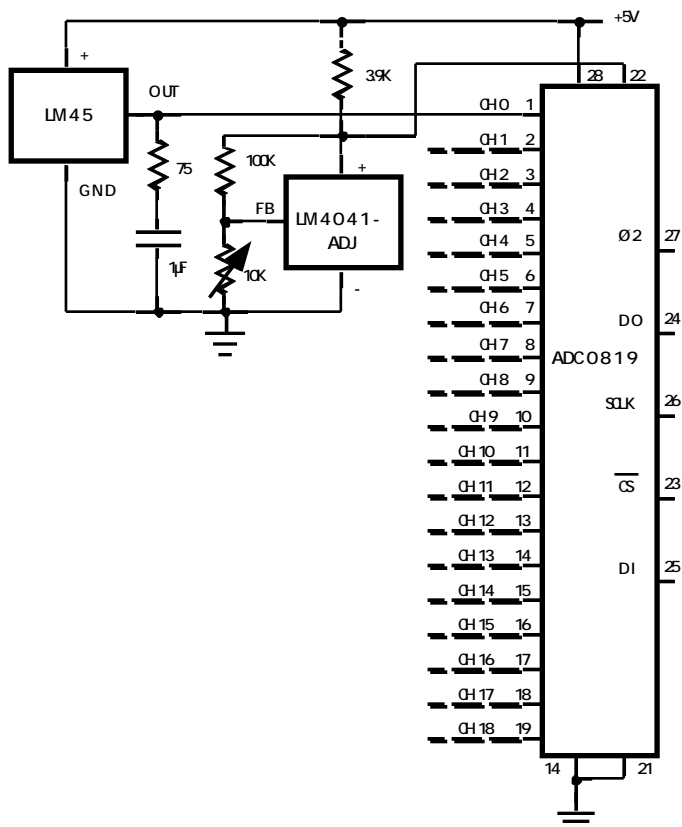 +5V
+
3.9K
28 22
LM45
OUT
CH0 1
75
100K
+
CH1 2
GND
CH2 3
FB
LM4041-
ADJ
CH3 4
CH4 5
Ø2 27
1µF
10K
-
CH5 6
CH6 7
DO 24
CH7 8
ADC0819
CH8 9
SCLK 26
CH9 10
CH10 11
CH11 12
CS 23
CH12 13
CH13 14
DI 25
CH14 15
CH15 16
CH16 17
CH17 18
CH18 19
14 21